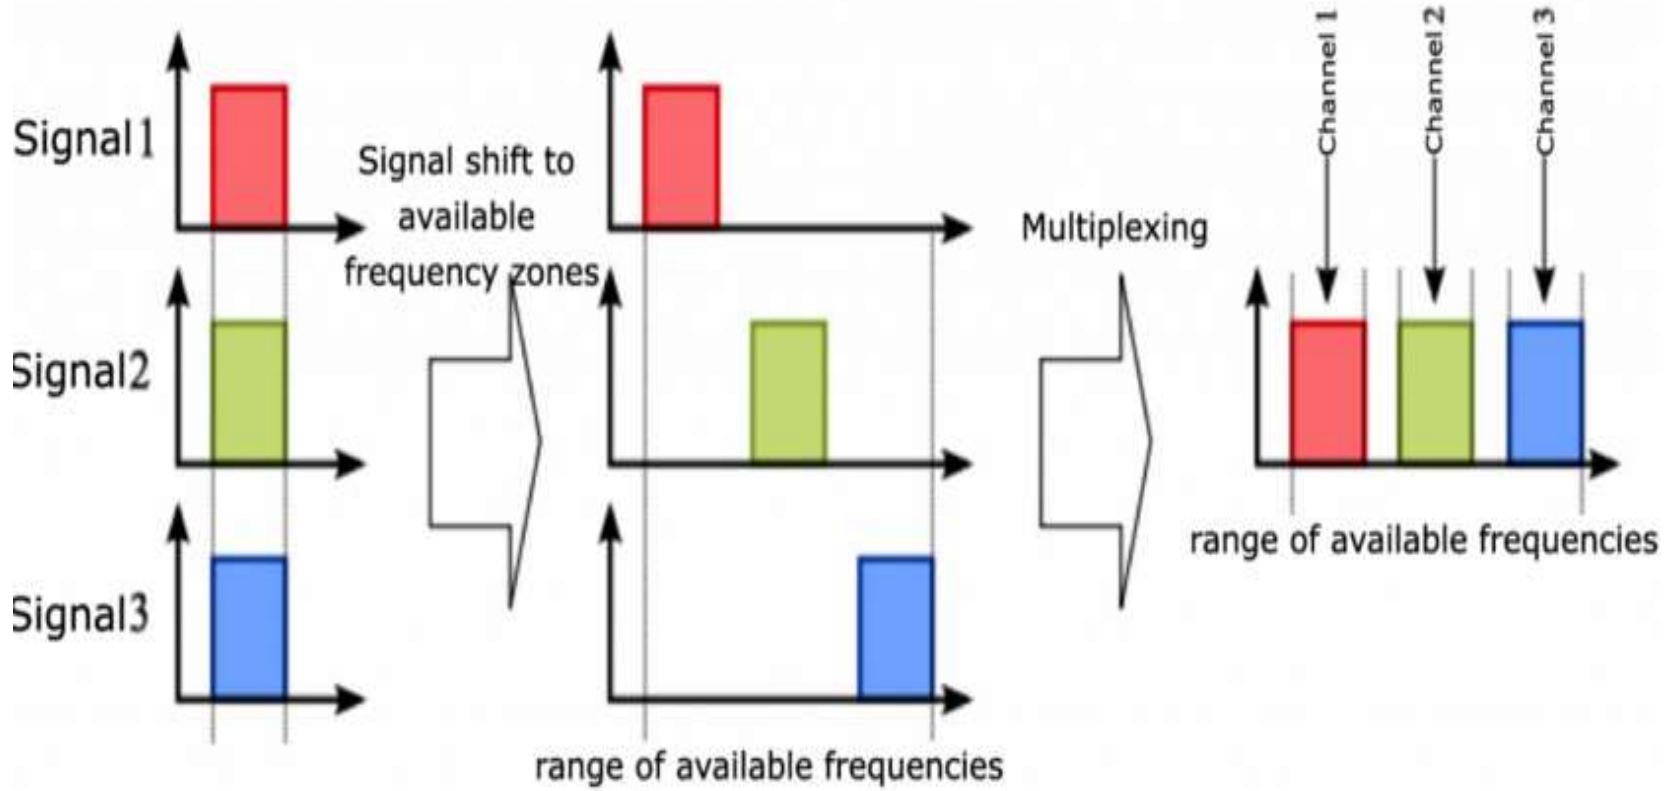 Signal1
Signal2
Signal3
Signal shift to
available
frequency zones
range of available frequencies
Multiplexing
Channel 1
Channel 2
Channel 3
range of available frequencies